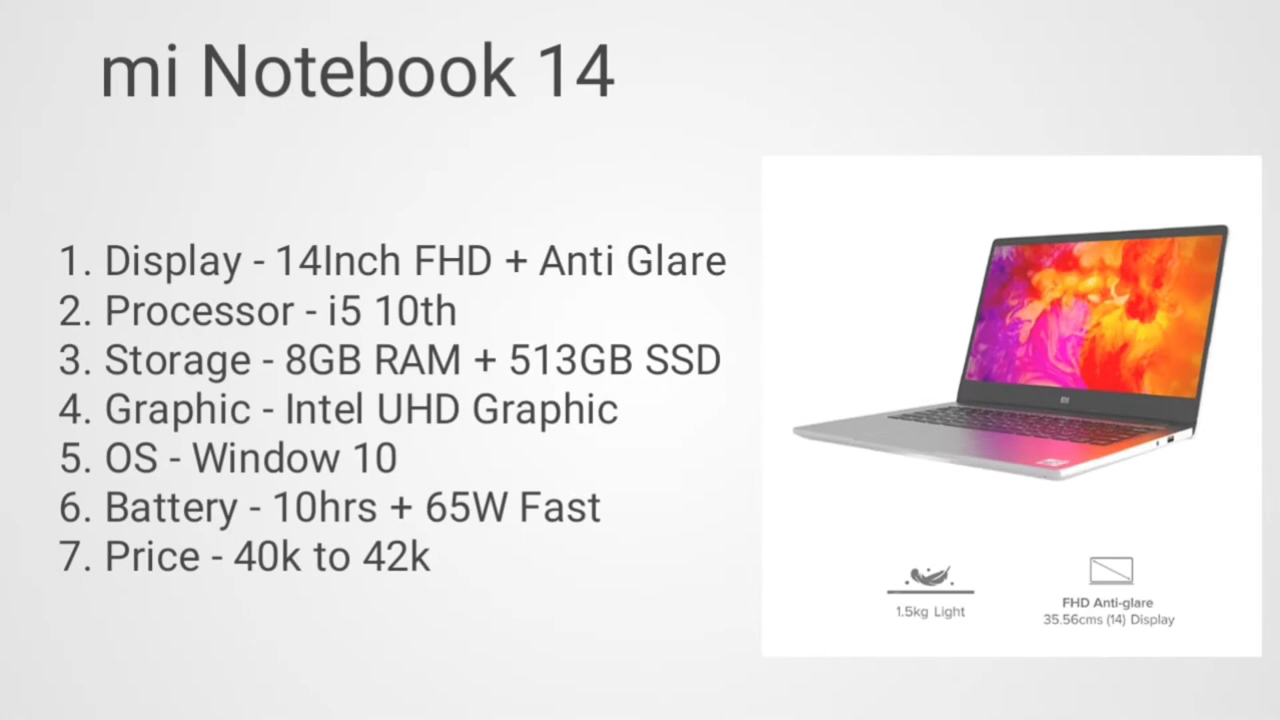 mi Notebook 14
1. Display - 14Inch FHD + Anti Glare
2. Processor - i5 10th
3. Storage - 8GB RAM + 513GB SSD
4. Graphic - Intel UHD Graphic
5. OS - Window 10
6. Battery - 10hrs + 65W Fast
7. Price - 40k to 42k
mi
1.5kg Light
FHD Anti-glare
35.56cms (14) Display